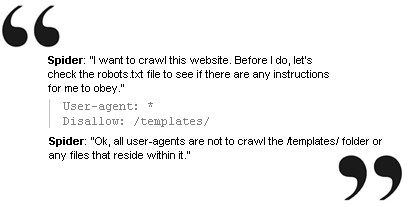 Spider: "I want to crawl this website. Before I do, let's
check the robots.txt file to see if there are any instructions
for me to obey."
User-agent: *
Disallow: /templates/
Spider: "Ok, all user-agents are not to crawl the /templates/ folder or
any files that reside within it."